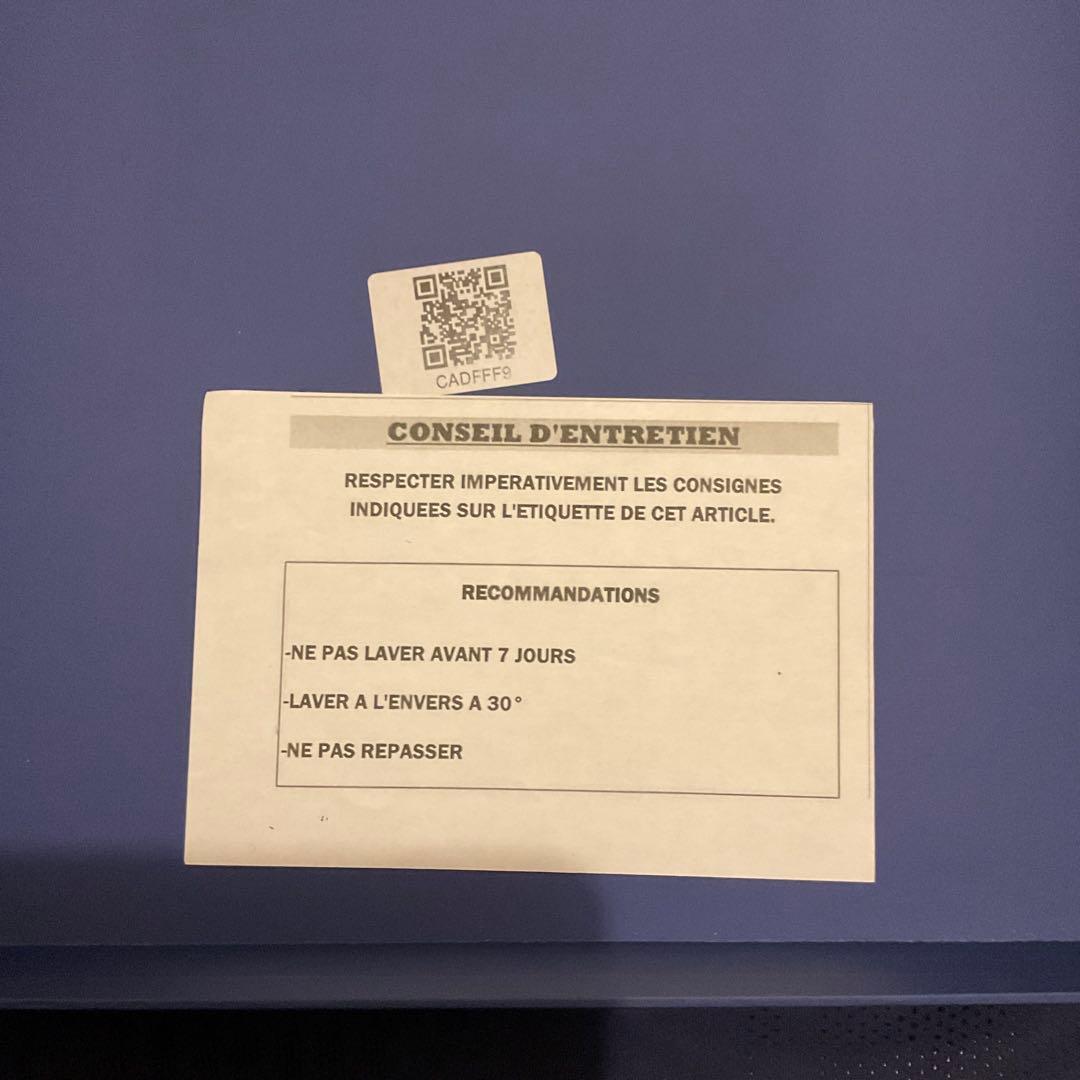 CADFFF9
CONSEIL D'ENTRETIEN
RESPECTER IMPERATIVEMENT LES CONSIGNES
INDIQUEES SUR L'ETIQUETTE DE CET ARTICLE.
RECOMMANDATIONS
-NE PAS LAVER AVANT 7 JOURS
-LAVER A L'ENVERS A 30°
-NE PAS REPASSER